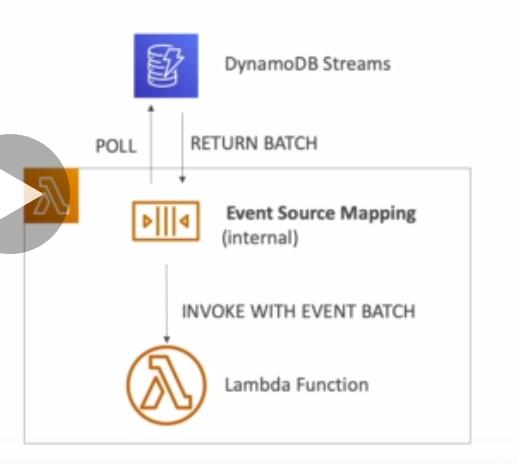 DynamoDB Streams
POLL
RETURN BATCH
Event Source Mapping
(internal)
INVOKE WITH EVENT BATCH
Lambda Function